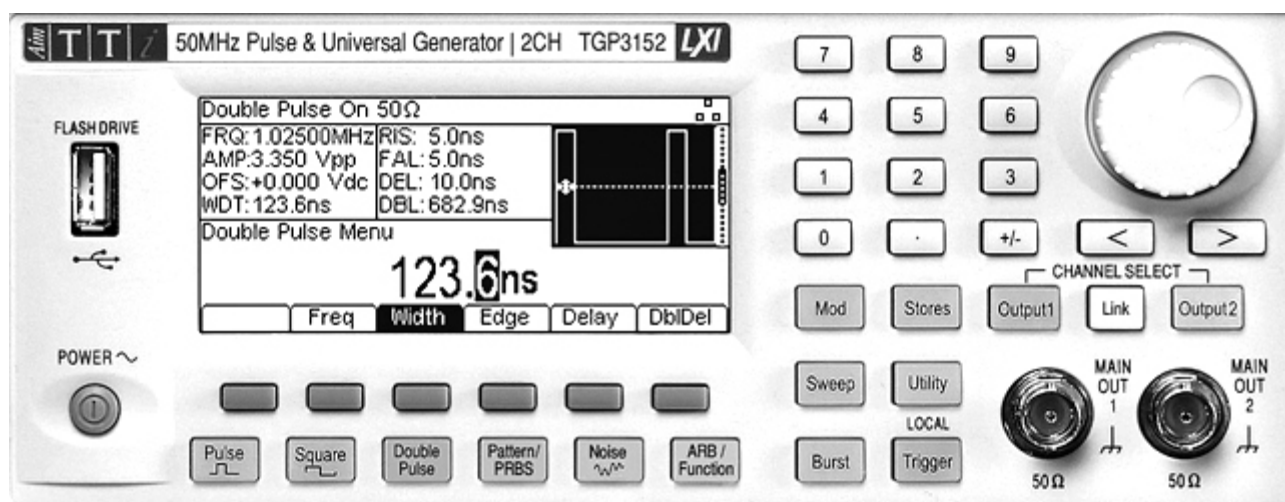 Aim TTi 50MHz Pulse & Universal Generator | 2CH TGP3152 LXI
FLASH DRIVE
Double Pulse On 50Ω
FRQ: 1.02500MHz RIS: 5.0ns
AMP:3.350 Vpp FAL: 5.0ns
OFS:+0.000 Vdc DEL: 10.0ns
WDT: 123.6ns DBL: 682.9ns
Double Pulse Menu
123.6ns
Freq Width Edge Delay DblDel
POWER
Pulse
Square
Double
Pulse
Pattern/
PRBS
Noise
ARB /
Function
7 8 9
4 5 6
1 2 3
0 . +/- < >
CHANNEL SELECT
Mod Stores Output1 Link Output2
Sweep Utility
LOCAL
Burst Trigger
MAIN
OUT
1
50Ω
MAIN
OUT
2
50Ω